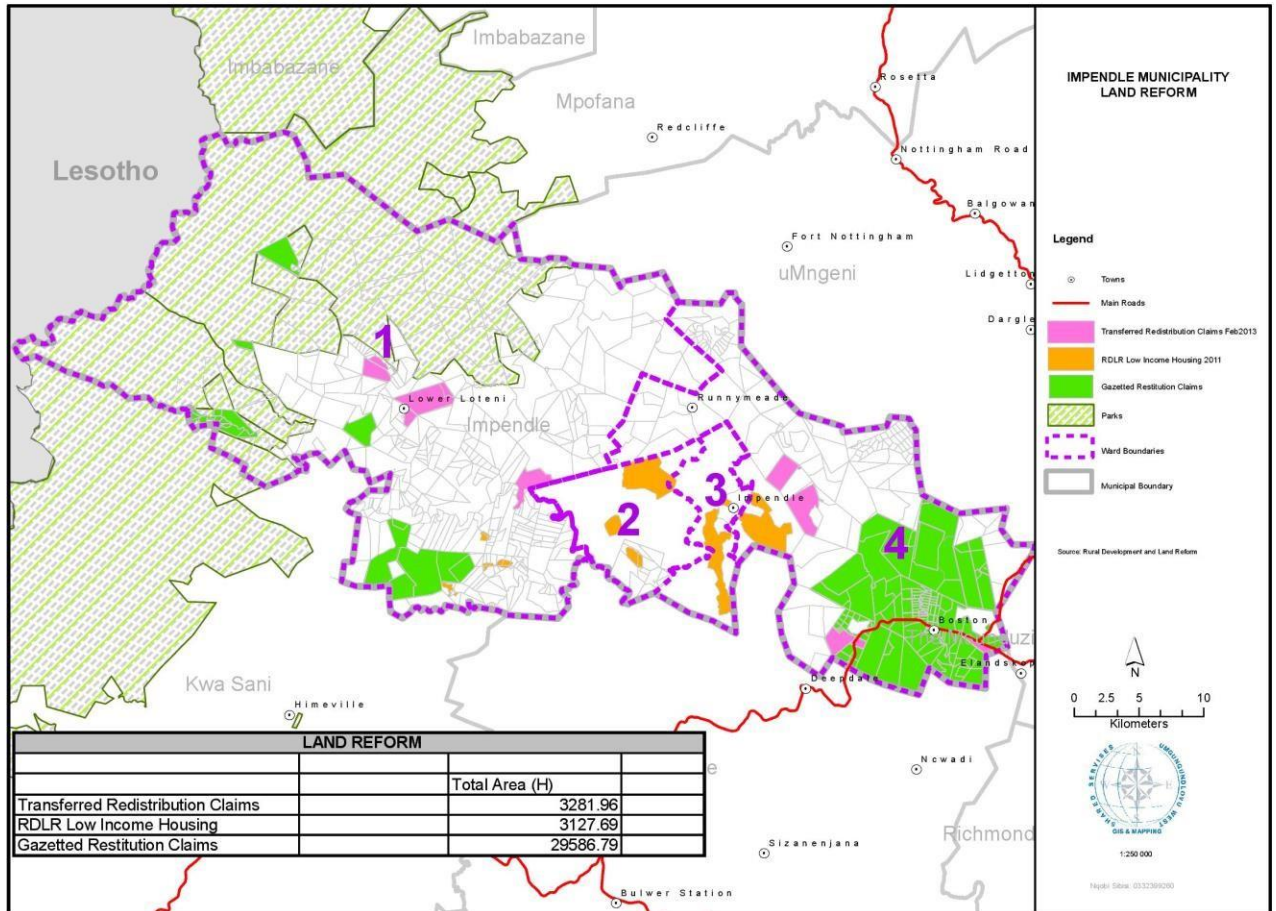 Imbabazane
Imbabazane
Mpofana
Rosetta
Redcliffe
Nottingham Road
Lesotho
Balgowan
Fort Nottingham
uMngeni
Lidgetton
Dargle
1
Lower Loteni
Impendle
Runnymeade
2
3
Impendle
4
Boston
Elandskop
Deepdale
Kwa Sani
Himeville
Ncwadi
Richmond
Sizanenjana
Bulwer Station
LAND REFORM
Total Area (H)
Transferred Redistribution Claims 3281.96
RDLR Low Income Housing 3127.69
Gazetted Restitution Claims 29586.79
IMPENDLE MUNICIPALITY
LAND REFORM
Legend
Towns
Main Roads
Transferred Redistribution Claims Feb2013
RDLR Low Income Housing 2011
Gazetted Restitution Claims
Parks
Ward Boundaries
Municipal Boundary
Source: Rural Development and Land Reform
N
0 2.5 5 10
Kilometers
SHARED SERVICES
UMGUNGUNDLOVU WEST
GIS & MAPPING
1:250 000
0332399280